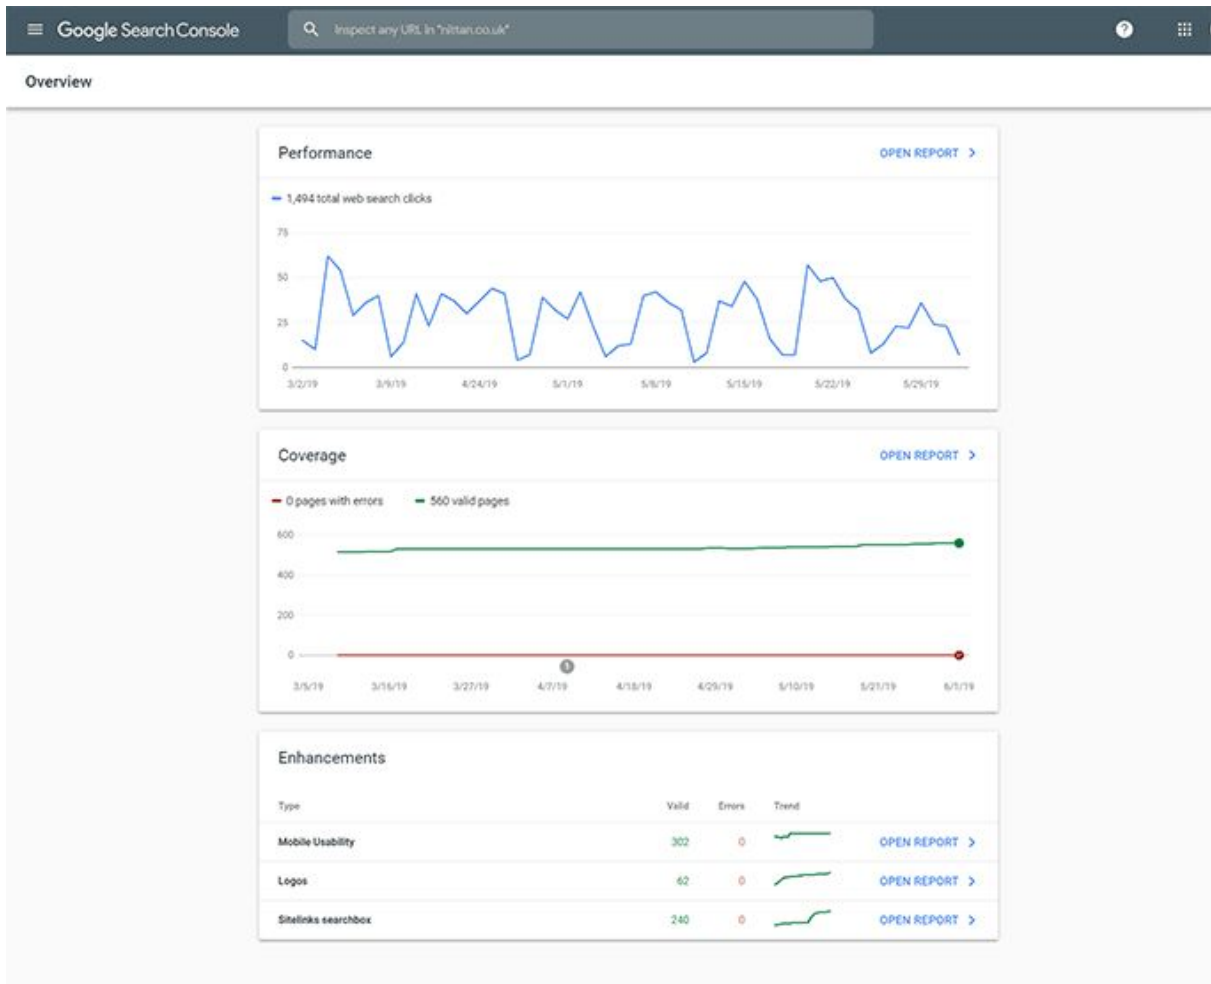 Google Search Console
Inspect any URL in "nittan.co.uk"
Overview
Performance
OPEN REPORT
1,494 total web search clicks
75
50
25
0
3/2/19 3/9/19 4/24/19 5/1/19 5/8/19 5/15/19 5/22/19 5/29/19
Coverage
OPEN REPORT
0 pages with errors 560 valid pages
600
400
200
0
1
3/5/19 3/16/19 3/27/19 4/7/19 4/18/19 4/29/19 5/10/19 5/21/19 6/1/19
Enhancements
Type Valid Errors Trend
Mobile Usability 302 0 OPEN REPORT
Logos 62 0 OPEN REPORT
Sitelinks searchbox 240 0 OPEN REPORT